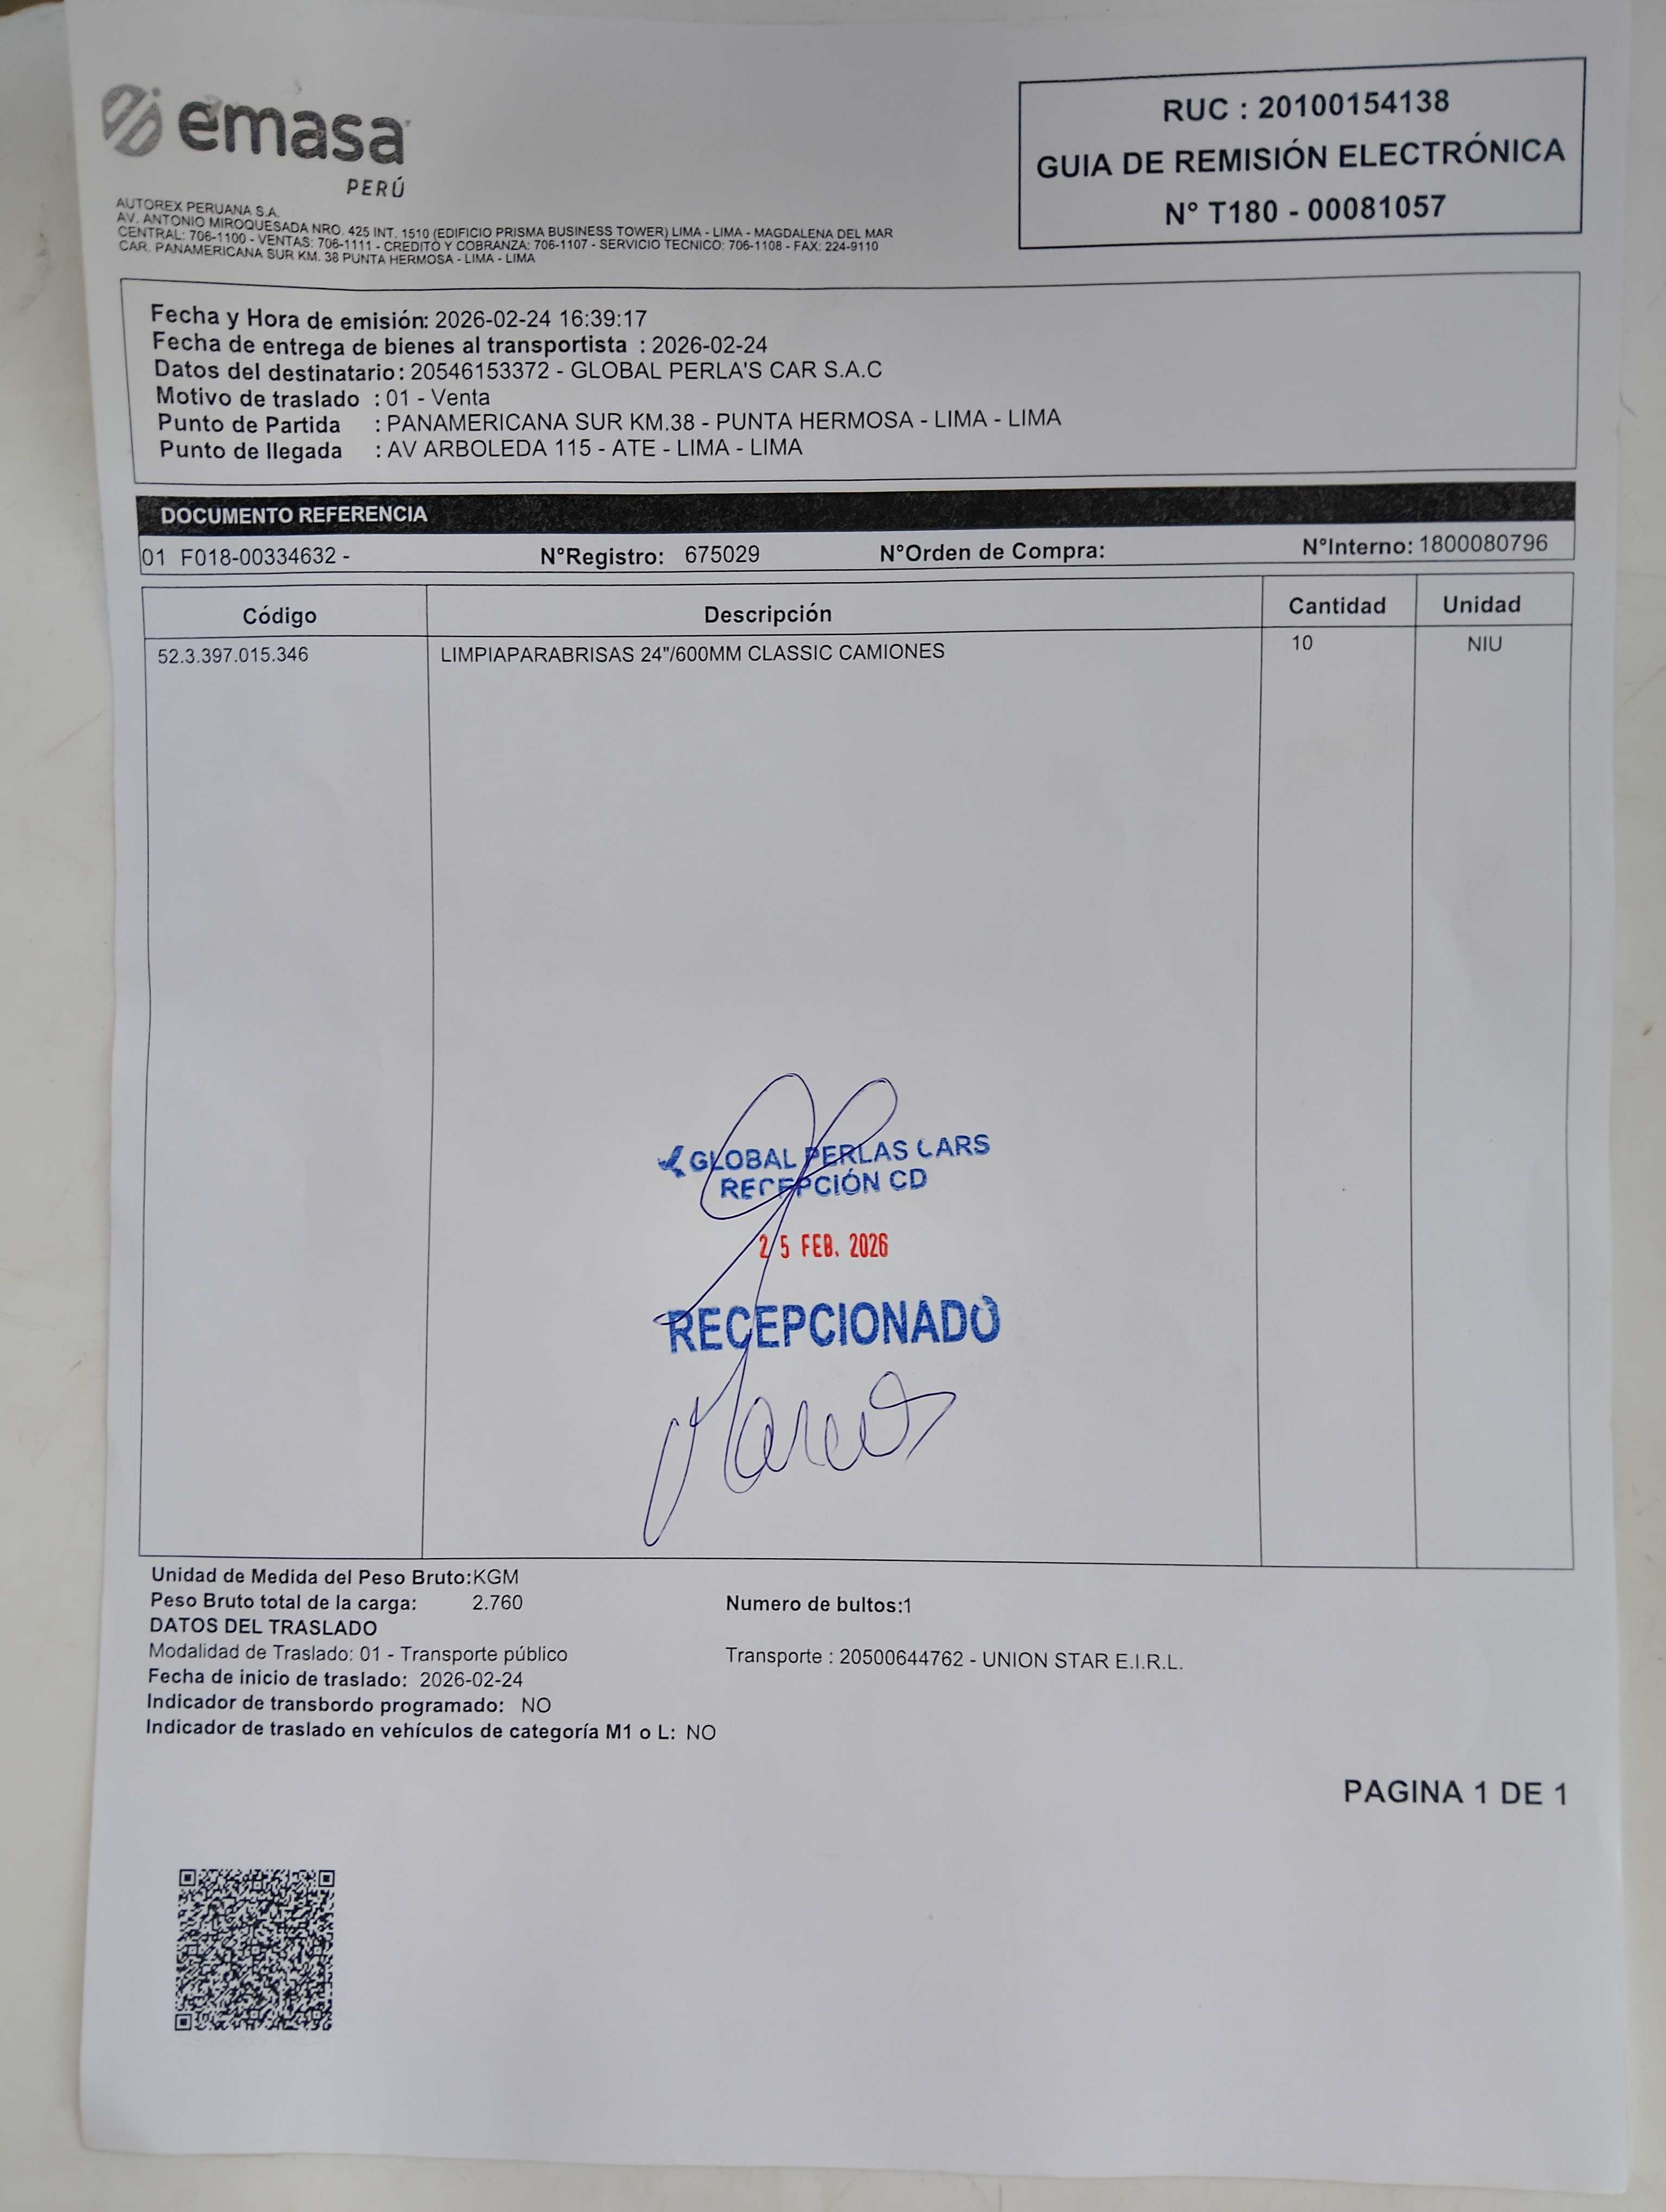 emasa
PERÚ
RUC : 20100154138
GUIA DE REMISIÓN ELECTRÓNICA
N° T180 - 00081057
AUTOREX PERUANA S.A.
AV. ANTONIO MIROQUESADA NRO. 425 INT. 1510 (EDIFICIO PRISMA BUSINESS TOWER) LIMA - LIMA - MAGDALENA DEL MAR
CENTRAL: 706-1100 - VENTAS: 706-1111 - CREDITO Y COBRANZA: 706-1107 - SERVICIO TECNICO: 706-1108 - FAX: 224-9110
CAR. PANAMERICANA SUR KM. 38 PUNTA HERMOSA - LIMA - LIMA
Fecha y Hora de emisión: 2026-02-24 16:39:17
Fecha de entrega de bienes al transportista : 2026-02-24
Datos del destinatario: 20546153372 - GLOBAL PERLA'S CAR S.A.C
Motivo de traslado : 01 - Venta
Punto de Partida : PANAMERICANA SUR KM.38 - PUNTA HERMOSA - LIMA - LIMA
Punto de llegada : AV ARBOLEDA 115 - ATE - LIMA - LIMA
DOCUMENTO REFERENCIA
01 F018-00334632 - N°Registro: 675029 N°Orden de Compra: N°Interno: 1800080796
Código Descripción Cantidad Unidad
52.3.397.015.346 LIMPIAPARABRISAS 24"/600MM CLASSIC CAMIONES 10 NIU
GLOBAL PERLAS CARS
RECEPCIÓN CD
25 FEB. 2026
RECEPCIONADO
Marcos
Unidad de Medida del Peso Bruto:KGM
Peso Bruto total de la carga: 2.760 Numero de bultos:1
DATOS DEL TRASLADO
Modalidad de Traslado: 01 - Transporte público Transporte : 20500644762 - UNION STAR E.I.R.L.
Fecha de inicio de traslado: 2026-02-24
Indicador de transbordo programado: NO
Indicador de traslado en vehículos de categoría M1 o L: NO
PAGINA 1 DE 1